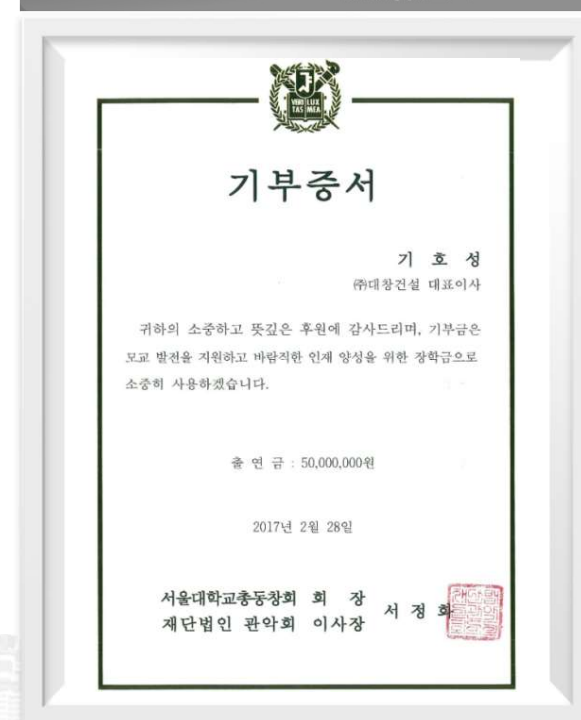 VERI LUX
TAS MEA
기부증서
기 호 성
㈜대창건설 대표이사
귀하의 소중하고 뜻깊은 후원에 감사드리며, 기부금은
모교 발전을 지원하고 바람직한 인재 양성을 위한 장학금으로
소중히 사용하겠습니다.
출 연 금 : 50,000,000원
2017년 2월 28일
서울대학교총동창회 회 장
재단법인 관악회 이사장
서 정 화